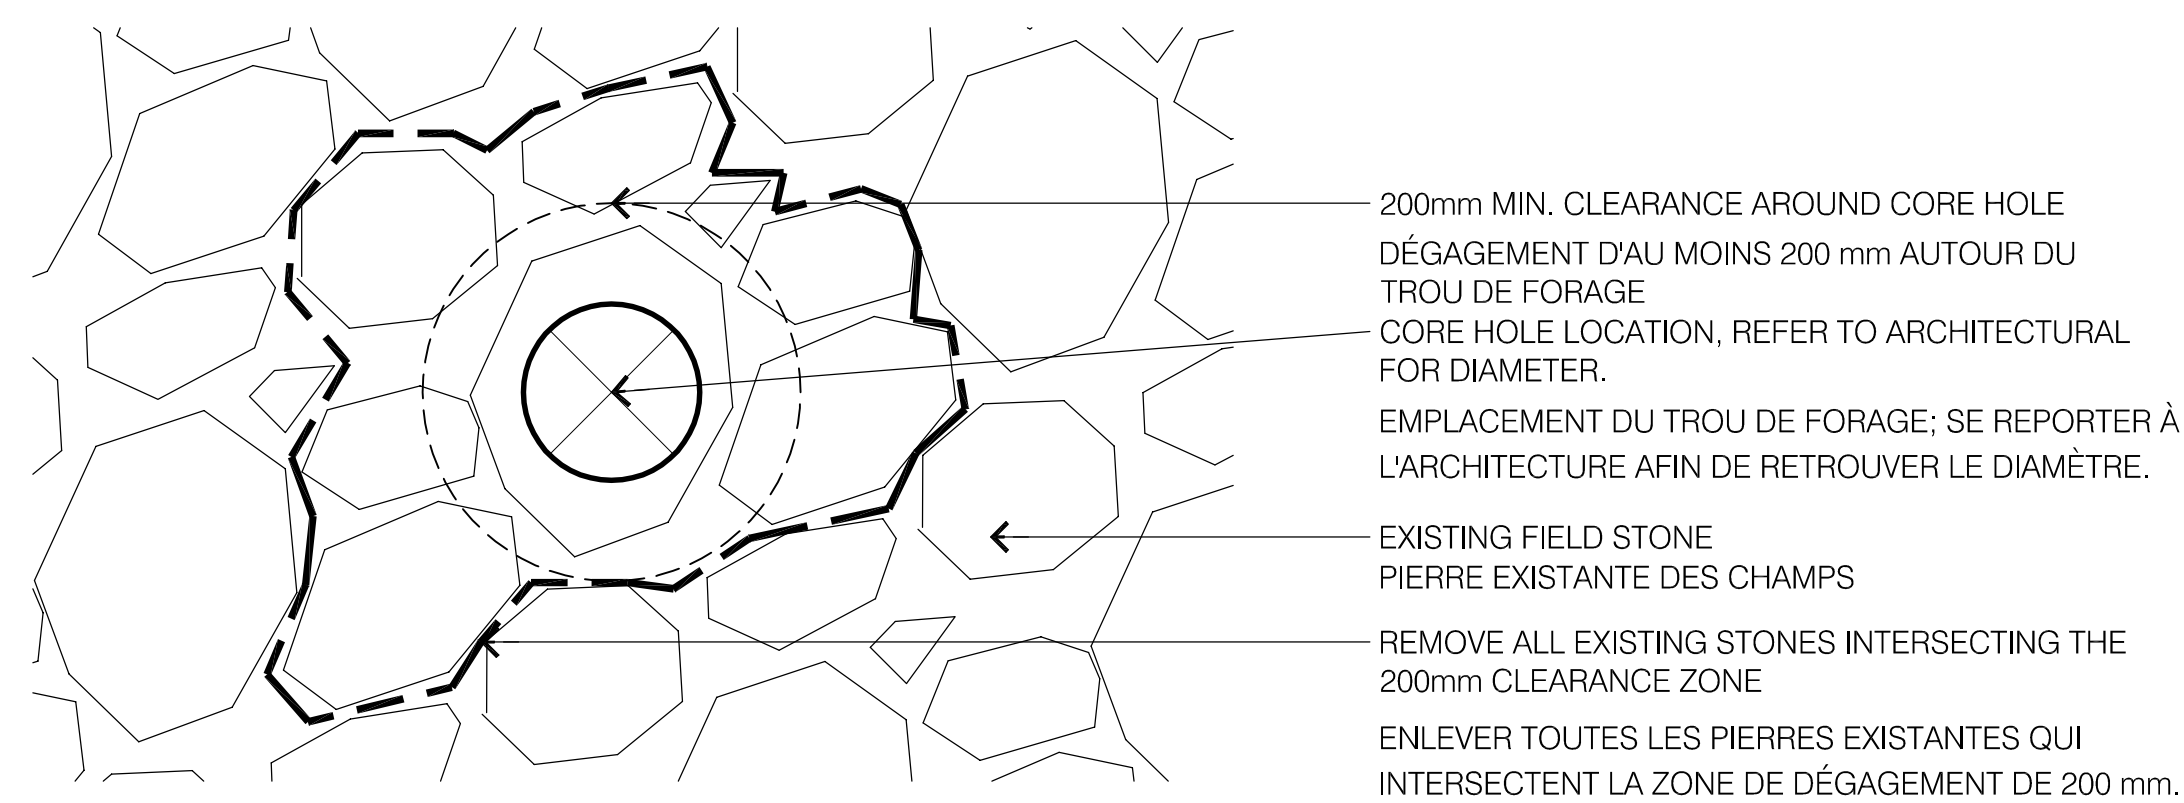 200mm MIN. CLEARANCE AROUND CORE HOLE
DÉGAGEMENT D'AU MOINS 200 mm AUTOUR DU
TROU DE FORAGE
CORE HOLE LOCATION, REFER TO ARCHITECTURAL
FOR DIAMETER.
EMPLACEMENT DU TROU DE FORAGE; SE REPORTER À
L'ARCHITECTURE AFIN DE RETROUVER LE DIAMÈTRE.
EXISTING FIELD STONE
PIERRE EXISTANTE DES CHAMPS
REMOVE ALL EXISTING STONES INTERSECTING THE
200mm CLEARANCE ZONE
ENLEVER TOUTES LES PIERRES EXISTANTES QUI
INTERSECTENT LA ZONE DE DÉGAGEMENT DE 200 mm.